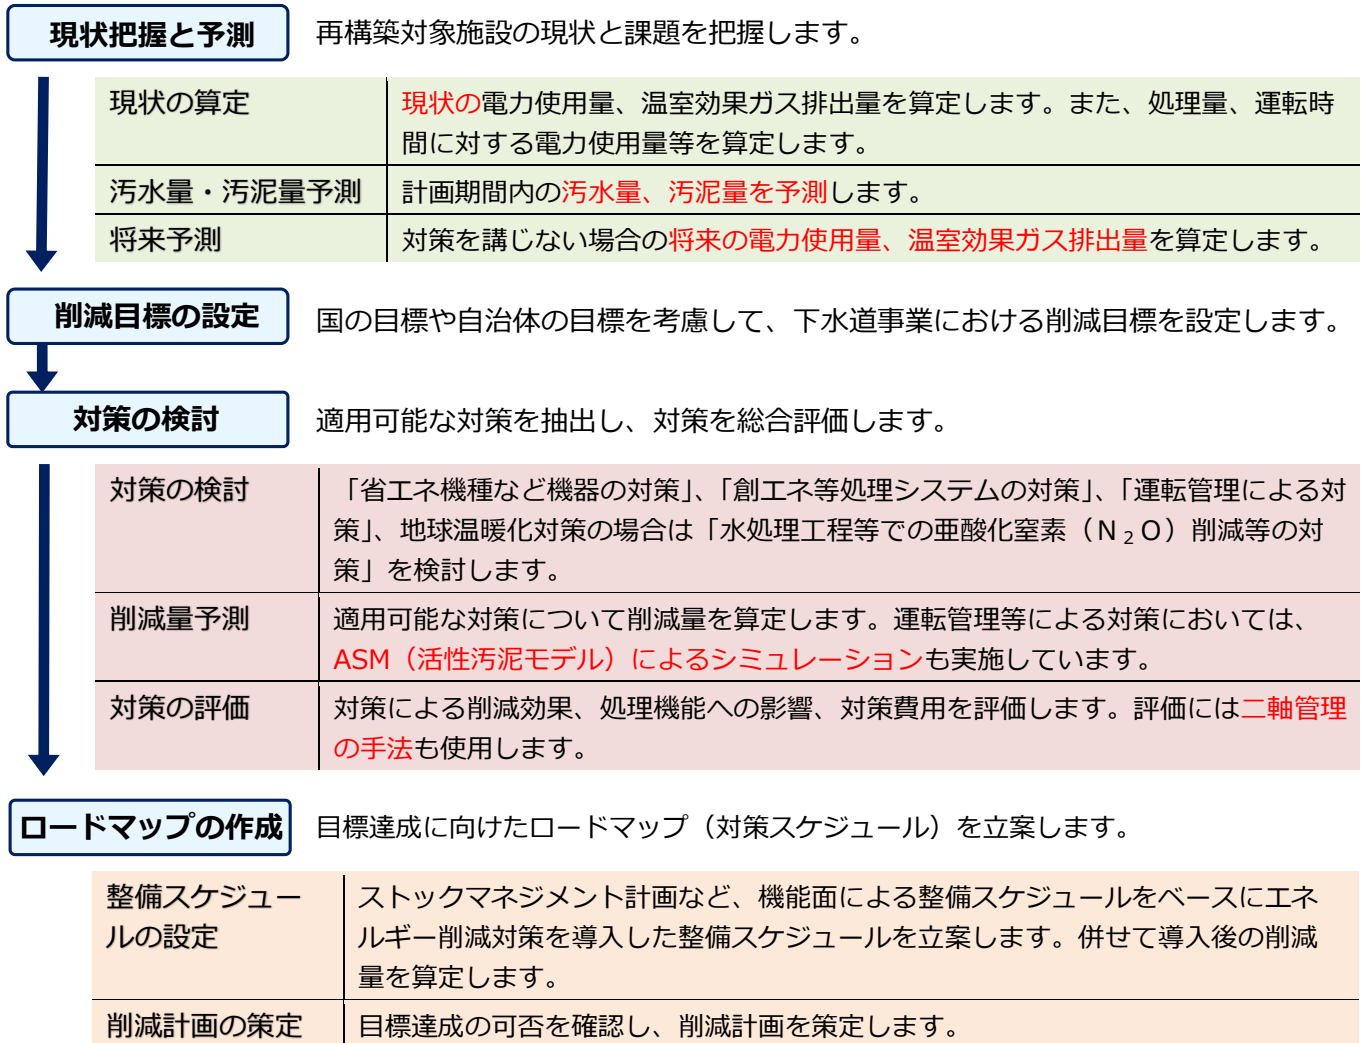 現状把握と予測
再構築対象施設の現状と課題を把握します。
現状の算定
現状の電力使用量、温室効果ガス排出量を算定します。また、処理量、運転時
間に対する電力使用量等を算定します。
汚水量・汚泥量予測
計画期間内の汚水量、汚泥量を予測します。
将来予測
対策を講じない場合の将来の電力使用量、温室効果ガス排出量を算定します。
削減目標の設定
国の目標や自治体の目標を考慮して、下水道事業における削減目標を設定します。
対策の検討
適用可能な対策を抽出し、対策を総合評価します。
対策の検討
「省エネ機種など機器の対策」、「創エネ等処理システムの対策」、「運転管理による対
策」、地球温暖化対策の場合は「水処理工程等での亜酸化窒素（Ｎ₂Ｏ）削減等の対
策」を検討します。
削減量予測
適用可能な対策について削減量を算定します。運転管理等による対策においては、
ASM（活性汚泥モデル）によるシミュレーションも実施しています。
対策の評価
対策による削減効果、処理機能への影響、対策費用を評価します。評価には二軸管理
の手法も使用します。
ロードマップの作成
目標達成に向けたロードマップ（対策スケジュール）を立案します。
整備スケジュー
ルの設定
ストックマネジメント計画など、機能面による整備スケジュールをベースにエネ
ルギー削減対策を導入した整備スケジュールを立案します。併せて導入後の削減
量を算定します。
削減計画の策定
目標達成の可否を確認し、削減計画を策定します。